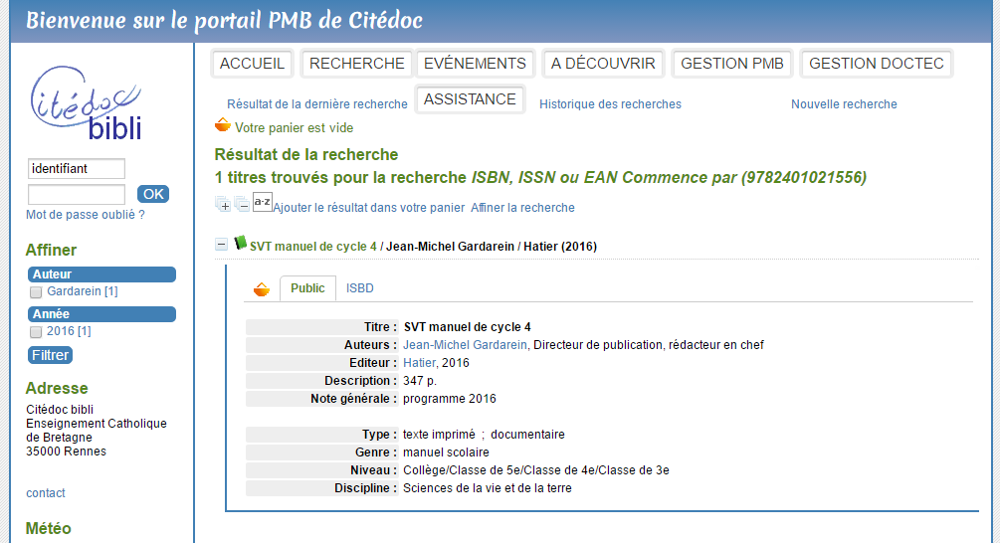 Bienvenue sur le portail PMB de Citédoc
Citédoc
bibli
identifiant
OK
Mot de passe oublié ?
Affiner
Auteur
Gardarein [1]
Année
2016 [1]
Filtrer
Adresse
Citédoc bibli
Enseignement Catholique
de Bretagne
35000 Rennes
contact
Météo
ACCUEIL RECHERCHE EVÉNEMENTS A DÉCOUVRIR GESTION PMB GESTION DOCTEC
ASSISTANCE
Résultat de la dernière recherche Historique des recherches Nouvelle recherche
Votre panier est vide
Résultat de la recherche
1 titres trouvés pour la recherche ISBN, ISSN ou EAN Commence par (9782401021556)
a-z Ajouter le résultat dans votre panier Affiner la recherche
SVT manuel de cycle 4 / Jean-Michel Gardarein / Hatier (2016)
Public ISBD
Titre : SVT manuel de cycle 4
Auteurs : Jean-Michel Gardarein, Directeur de publication, rédacteur en chef
Editeur : Hatier, 2016
Description : 347 p.
Note générale : programme 2016
Type : texte imprimé ; documentaire
Genre : manuel scolaire
Niveau : Collège/Classe de 5e/Classe de 4e/Classe de 3e
Discipline : Sciences de la vie et de la terre